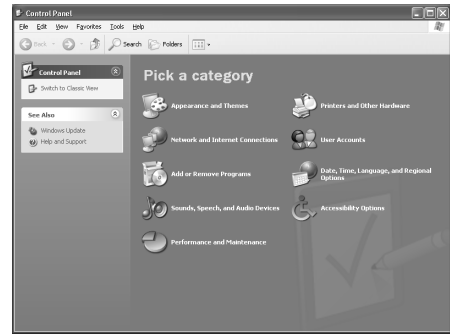 Control Panel
File Edit View Favorites Tools Help
Back Search Folders
Control Panel
Switch to Classic View
See Also
Windows Update
Help and Support
Pick a category
Appearance and Themes
Printers and Other Hardware
Network and Internet Connections
User Accounts
Add or Remove Programs
Date, Time, Language, and Regional
Options
Sounds, Speech, and Audio Devices
Accessibility Options
Performance and Maintenance